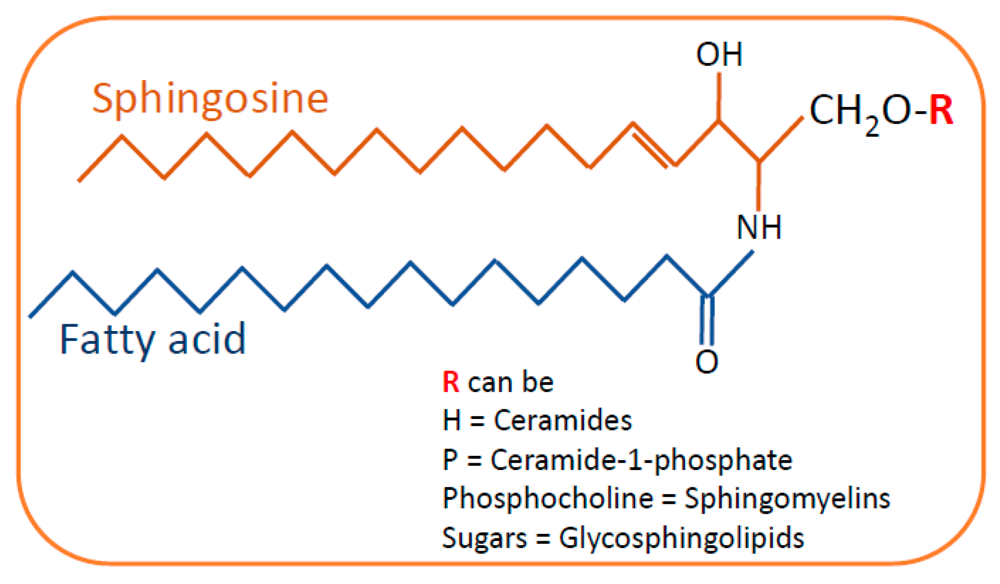 OH
Sphingosine
CH₂O-R
NH
Fatty acid
O
R can be
H = Ceramides
P = Ceramide-1-phosphate
Phosphocholine = Sphingomyelins
Sugars = Glycosphingolipids